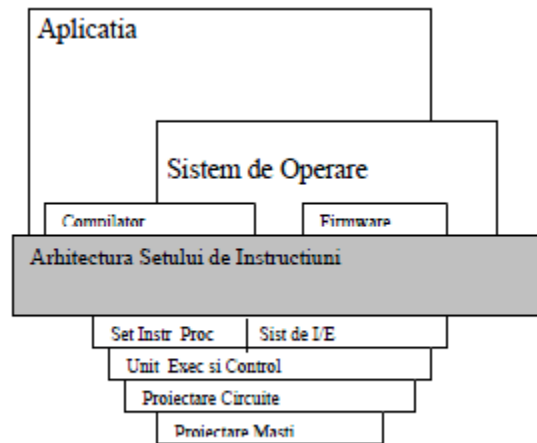 Aplicatia
Sistem de Operare
Compilator
Firmware
Arhitectura Setului de Instructiuni
Set Instr Proc
Sist de I/E
Unit Exec si Control
Proiectare Circuite
Proiectare Masti